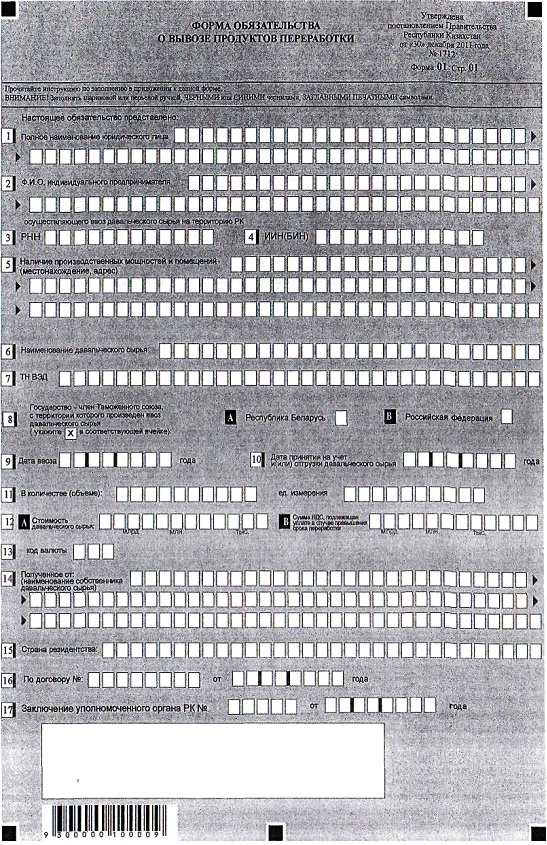 ФОРМА ОБЯЗАТЕЛЬСТВА
О ВЫВОЗЕ ПРОДУКТОВ ПЕРЕРАБОТКИ
Утверждена
постановлением Правительства
Республики Казахстан
от «30» декабря 2011 года
№ 1712
Форма 01 Стр. 01
Прочитайте инструкцию по заполнению в приложении к данной форме.
ВНИМАНИЕ! Заполнять шариковой или перьевой ручкой, ЧЕРНЫМИ или СИНИМИ чернилами, ЗАГЛАВНЫМИ ПЕЧАТНЫМИ символами.
Настоящее обязательство представлено:
1 Полное наименование юридического лица
2 Ф.И.О. индивидуального предпринимателя
осуществляющего ввоз давальческого сырья на территорию РК
3 РНН 4 ИИН(БИН)
5 Наличие производственных мощностей и помещений
(местонахождение, адрес)
6 Наименование давальческого сырья
7 ТН ВЭД
8 Государство - член Таможенного союза,
с территории которого произведен ввоз
давальческого сырья
(укажите X в соответствующей ячейке):
A Республика Беларусь B Российская Федерация
9 Дата ввоза года
10 Дата принятия на учет
и/или) отгрузки давальческого сырья года
11 В количестве (объеме): ед. измерения
12 A Стоимость
давальческого сырья:
млрд. млн. тыс.
B Сумма НДС, подлежащая
уплате в случае превышения
срока переработки
млрд. млн. тыс.
13 код валюты
14 Полученное от:
(наименование собственника
давальческого сырья)
15 Страна резидентства:
16 По договору №: от года
17 Заключение уполномоченного органа РК № от года
9 300000 100009